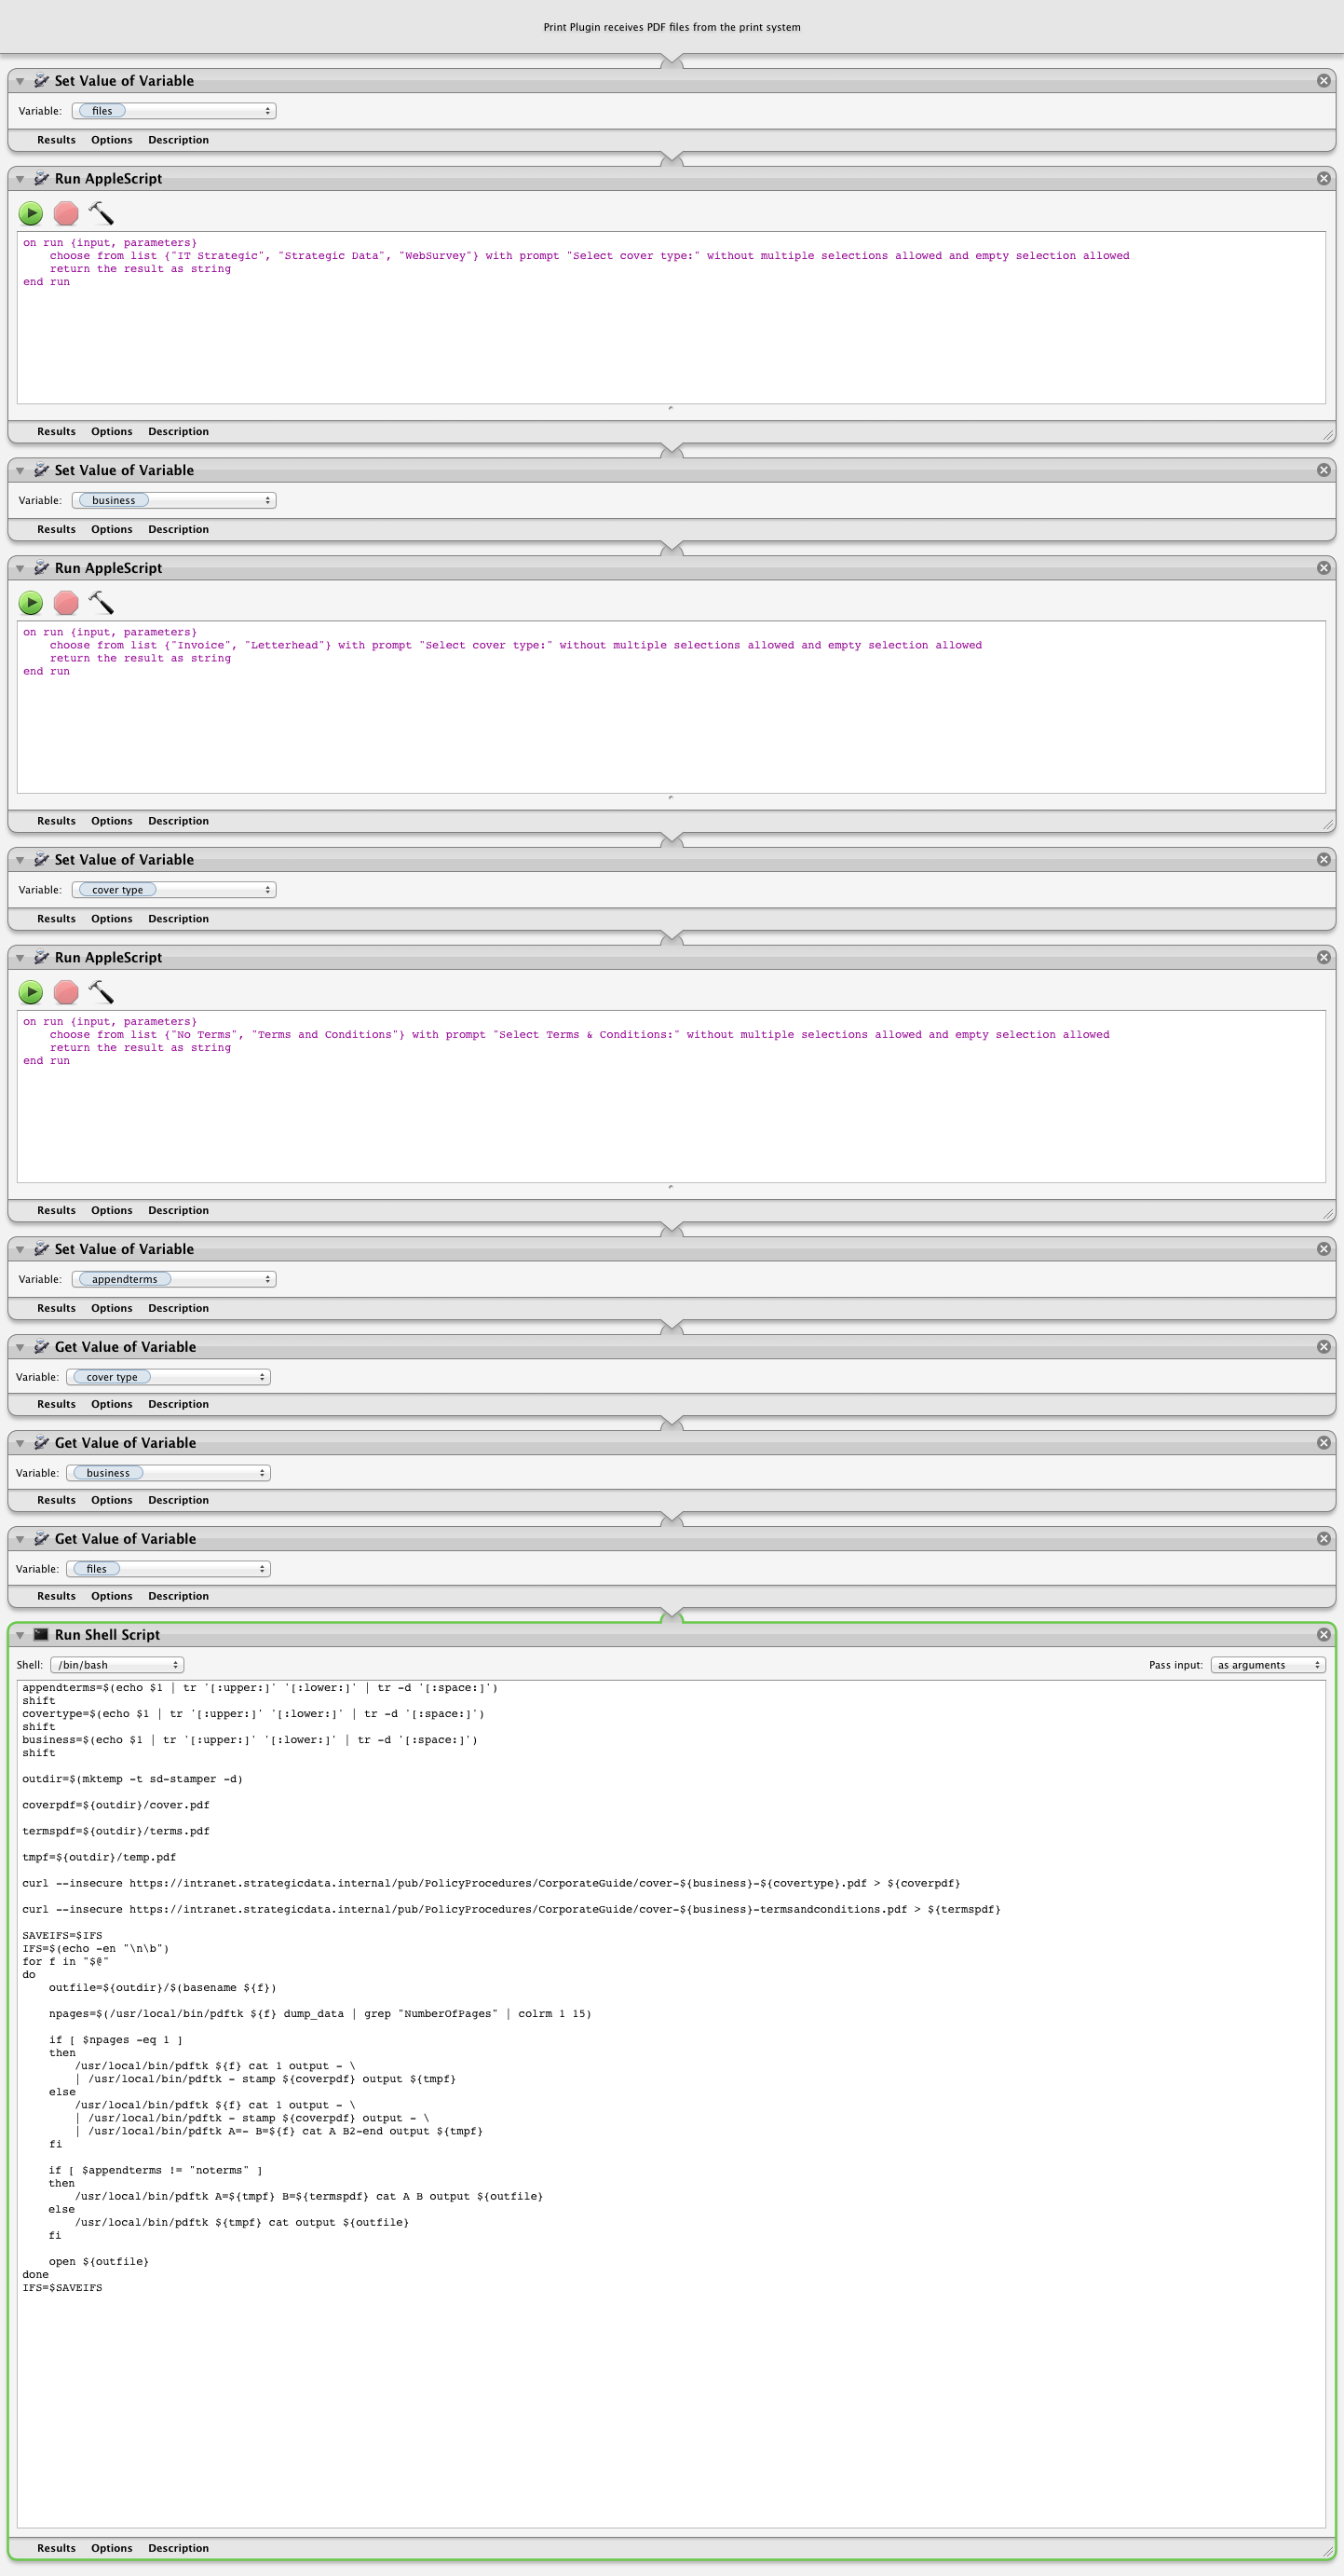 Print Plugin receives PDF files from the print system
Set Value of Variable
Variable: files
Results Options Description
Run AppleScript
on run {input, parameters}
    choose from list {"IT Strategic", "Strategic Data", "WebSurvey"} with prompt "Select cover type:" without multiple selections allowed and empty selection allowed
    return the result as string
end run
Results Options Description
Set Value of Variable
Variable: business
Results Options Description
Run AppleScript
on run {input, parameters}
    choose from list {"Invoice", "Letterhead"} with prompt "Select cover type:" without multiple selections allowed and empty selection allowed
    return the result as string
end run
Results Options Description
Set Value of Variable
Variable: cover type
Results Options Description
Run AppleScript
on run {input, parameters}
    choose from list {"No Terms", "Terms and Conditions"} with prompt "Select Terms & Conditions:" without multiple selections allowed and empty selection allowed
    return the result as string
end run
Results Options Description
Set Value of Variable
Variable: appendterms
Results Options Description
Get Value of Variable
Variable: cover type
Results Options Description
Get Value of Variable
Variable: business
Results Options Description
Get Value of Variable
Variable: files
Results Options Description
Run Shell Script
Shell: /bin/bash Pass input: as arguments
appendterms=$(echo $1 | tr '[:upper:]' '[:lower:]' | tr -d '[:space:]')
shift
covertype=$(echo $1 | tr '[:upper:]' '[:lower:]' | tr -d '[:space:]')
shift
business=$(echo $1 | tr '[:upper:]' '[:lower:]' | tr -d '[:space:]')
shift
outdir=$(mktemp -t sd-stamper -d)
coverpdf=${outdir}/cover.pdf
termspdf=${outdir}/terms.pdf
tmpf=${outdir}/temp.pdf
curl --insecure https://intranet.strategicdata.internal/pub/PolicyProcedures/CorporateGuide/cover-${business}-${covertype}.pdf > ${coverpdf}
curl --insecure https://intranet.strategicdata.internal/pub/PolicyProcedures/CorporateGuide/cover-${business}-termsandconditions.pdf > ${termspdf}
SAVEIFS=$IFS
IFS=$(echo -en "\n\b")
for f in "$@"
do
    outfile=${outdir}/$(basename ${f})
    npages=$(/usr/local/bin/pdftk ${f} dump_data | grep "NumberOfPages" | colrm 1 15)
    if [ $npages -eq 1 ]
    then
        /usr/local/bin/pdftk ${f} cat 1 output - \
        | /usr/local/bin/pdftk - stamp ${coverpdf} output ${tmpf}
    else
        /usr/local/bin/pdftk ${f} cat 1 output - \
        | /usr/local/bin/pdftk - stamp ${coverpdf} output - \
        | /usr/local/bin/pdftk A=- B=${f} cat A B2-end output ${tmpf}
    fi
    if [ $appendterms != "noterms" ]
    then
        /usr/local/bin/pdftk A=${tmpf} B=${termspdf} cat A B output ${outfile}
    else
        /usr/local/bin/pdftk ${tmpf} cat output ${outfile}
    fi
    open ${outfile}
done
IFS=$SAVEIFS
Results Options Description